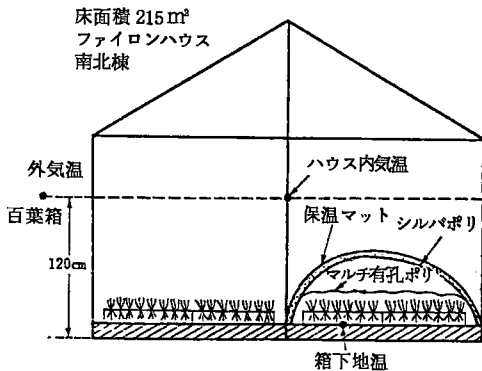 床面積 215㎡
ファイロンハウス
南北棟
外気温
百葉箱
ハウス内気温
保温マット
シルバポリ
120㎝
マルチ有孔ポリ
箱下地温